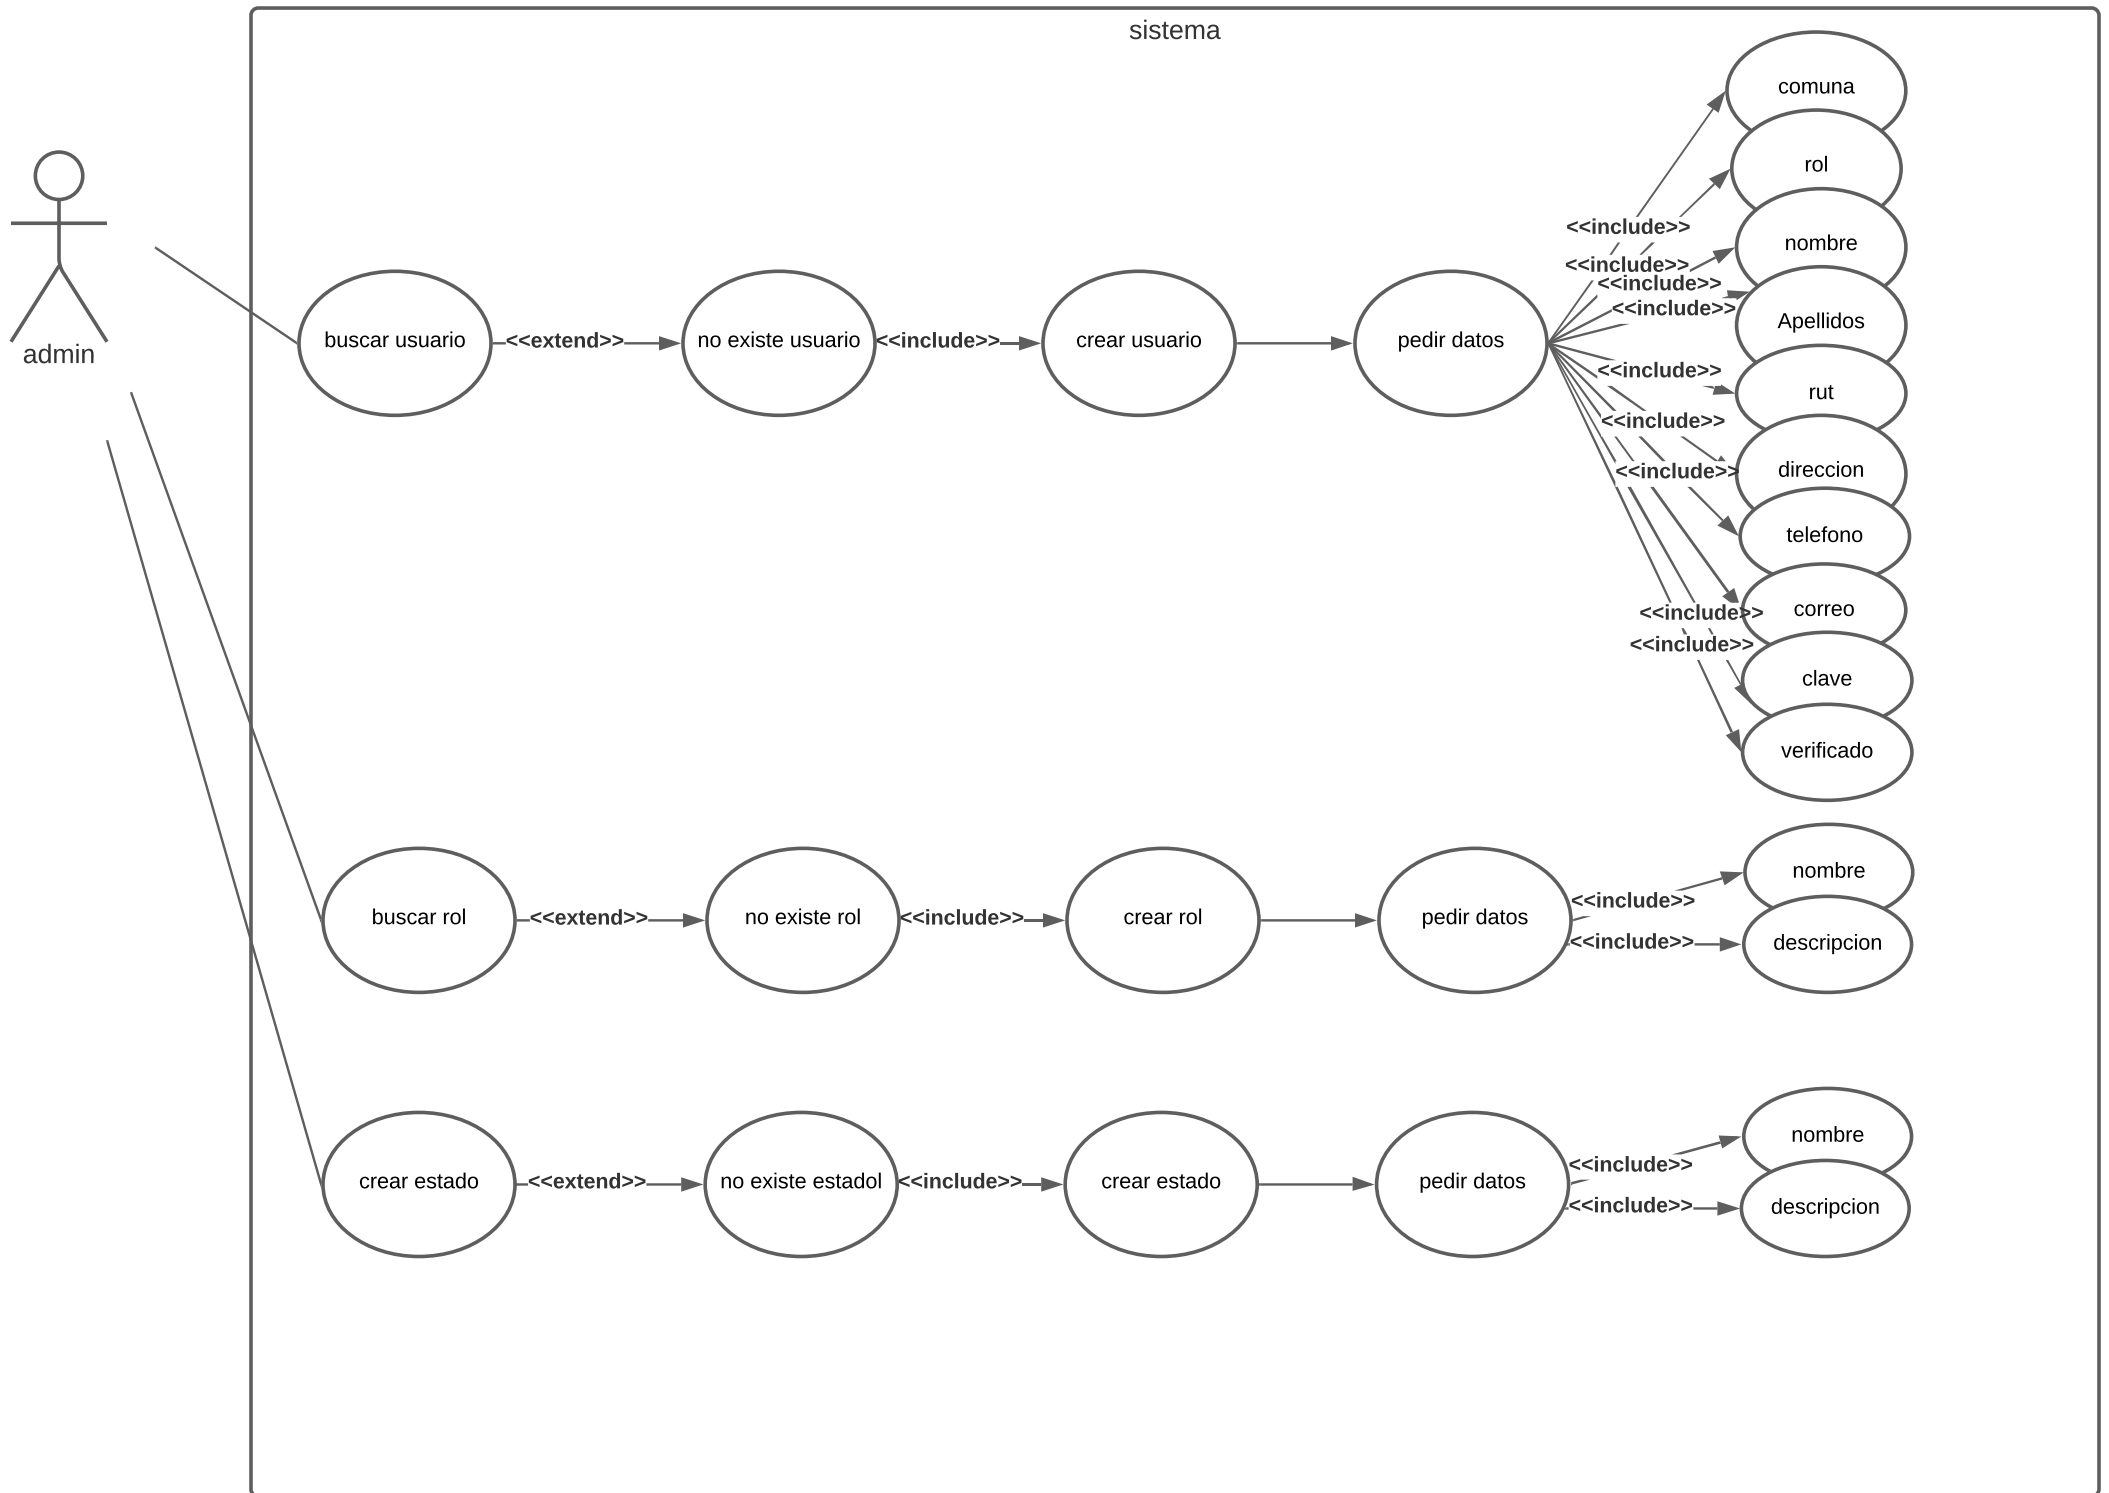 sistema
admin
buscar usuario
<<extend>>
no existe usuario
<<include>>
crear usuario
pedir datos
<<include>>
<<include>>
<<include>>
<<include>>
<<include>>
<<include>>
<<include>>
<<include>>
<<include>>
comuna
rol
nombre
Apellidos
rut
direccion
telefono
correo
clave
verificado
buscar rol
<<extend>>
no existe rol
<<include>>
crear rol
pedir datos
<<include>>
<<include>>
nombre
descripcion
crear estado
<<extend>>
no existe estadol
<<include>>
crear estado
pedir datos
<<include>>
<<include>>
nombre
descripcion